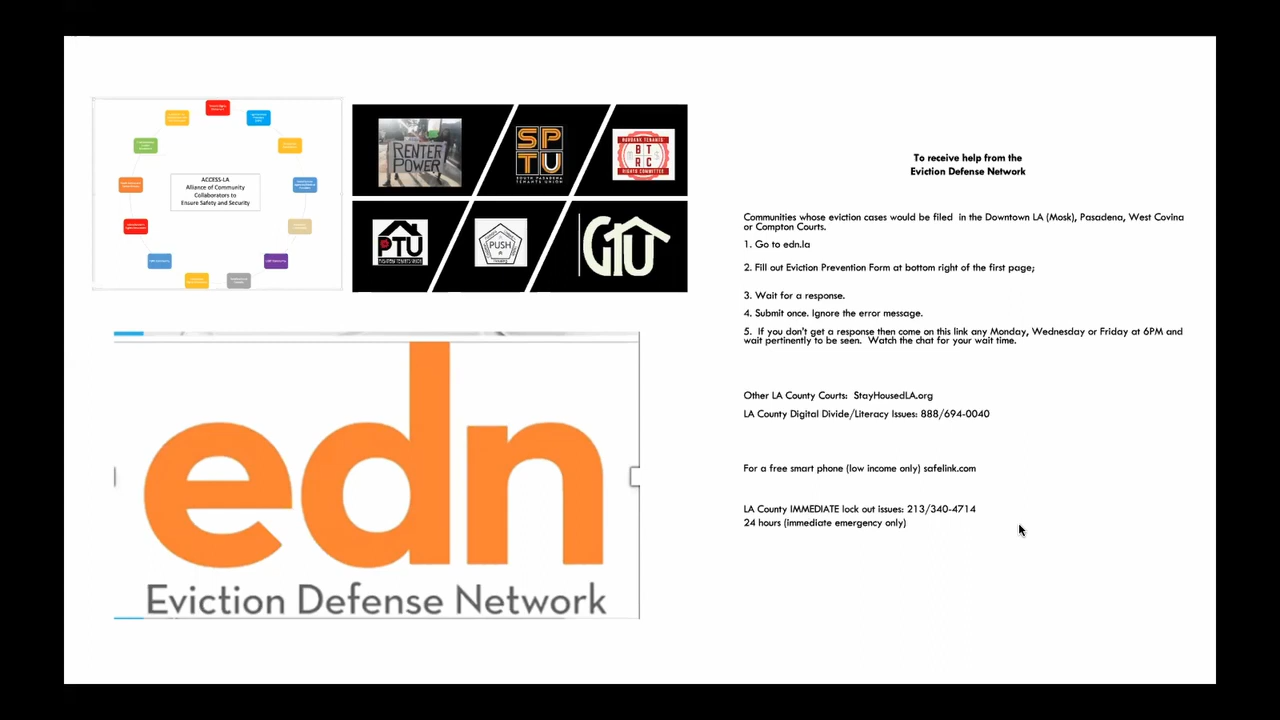 ACCESS-LA
Alliance of Community
Collaborators to
Ensure Safety and Security
RENTER
POWER
SP
TU
SOUTH PASADENA
TENANTS UNION
BURBANK TENANTS
B T
R C
RIGHTS COMMITTEE
PTU
PUSH
GTU
edn
Eviction Defense Network
To receive help from the
Eviction Defense Network
Communities whose eviction cases would be filed in the Downtown LA (Mosk), Pasadena, West Covina
or Compton Courts.
1. Go to edn.la
2. Fill out Eviction Prevention Form at bottom right of the first page;
3. Wait for a response.
4. Submit once. Ignore the error message.
5. If you don't get a response then come on this link any Monday, Wednesday or Friday at 6PM and
wait pertinently to be seen. Watch the chat for your wait time.
Other LA County Courts: StayHousedLA.org
LA County Digital Divide/Literacy Issues: 888/694-0040
For a free smart phone (low income only) safelink.com
LA County IMMEDIATE lock out issues: 213/340-4714
24 hours (immediate emergency only)